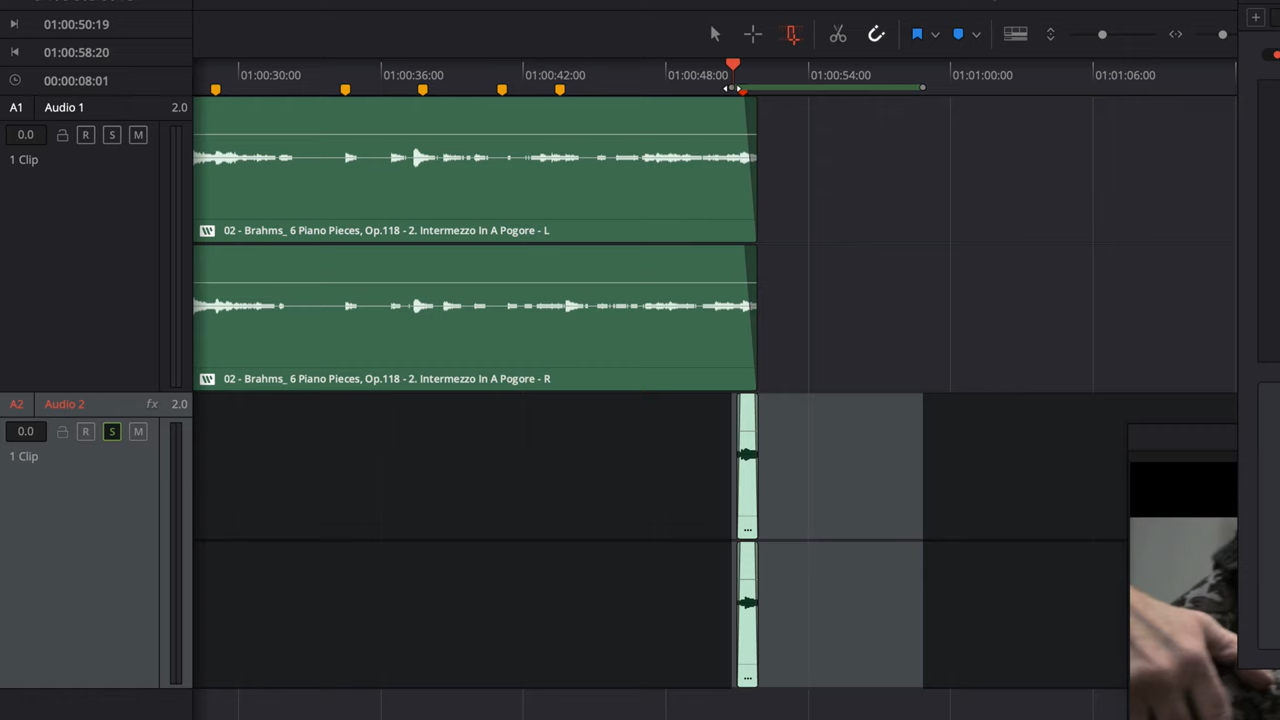 01:00:50:19
01:00:58:20
00:00:08:01
01:00:30:00 01:00:36:00 01:00:42:00 01:00:48:00 01:00:54:00 01:01:00:00 01:01:06:00
A1 Audio 1 2.0
0.0 R S M
1 Clip
02 - Brahms_ 6 Piano Pieces, Op.118 - 2. Intermezzo In A Pogore - L
02 - Brahms_ 6 Piano Pieces, Op.118 - 2. Intermezzo In A Pogore - R
A2 Audio 2 fx 2.0
0.0 R S M
1 Clip
...
...